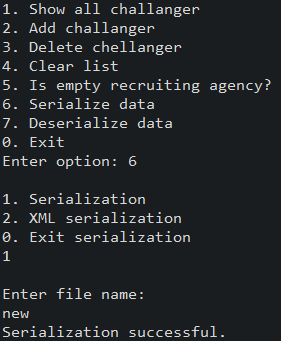 1. Show all challanger
2. Add challanger
3. Delete chellanger
4. Clear list
5. Is empty recruiting agency?
6. Serialize data
7. Deserialize data
0. Exit
Enter option: 6
1. Serialization
2. XML serialization
0. Exit serialization
1
Enter file name:
new
Serialization successful.